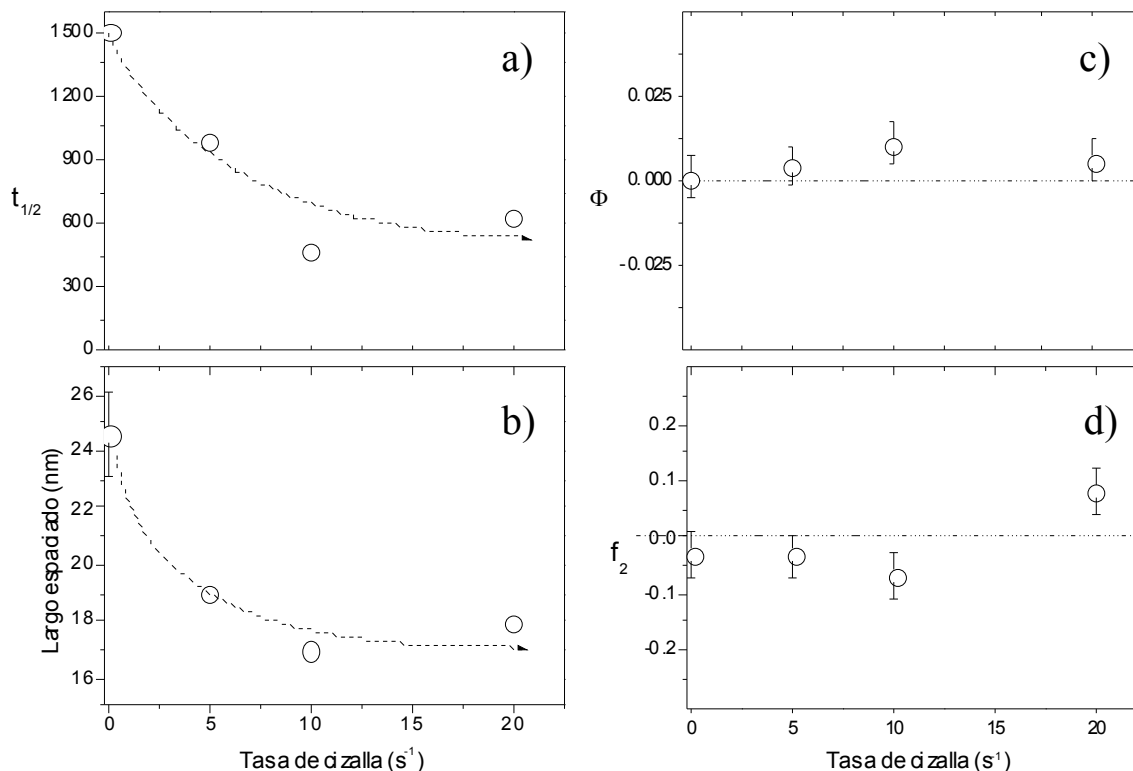 a)
1500
1200
900
600
300
0
t1/2
b)
26
24
22
20
18
16
Largo espaciado (nm)
0 5 10 15 20
Tasa de cizalla (s-1)
c)
0.025
0.000
-0.025
Φ
d)
0.2
0.1
0.0
-0.1
-0.2
f2
0 5 10 15 20
Tasa de cizalla (s-1)